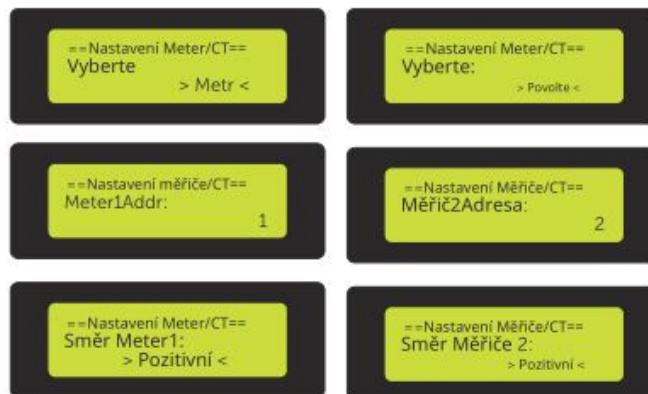 ==Nastavení Meter/CT==
Vyberte
> Metr <
==Nastavení Meter/CT==
Vyberte:
> Povolte <
==Nastavení měřiče/CT==
Meter1Addr:
1
==Nastavení Měřiče/CT==
Měřič2Adresa:
2
==Nastavení Meter/CT==
Směr Meter1:
> Pozitivní <
==Nastavení Měřiče/CT==
Směr Měřiče 2:
> Pozitivní <